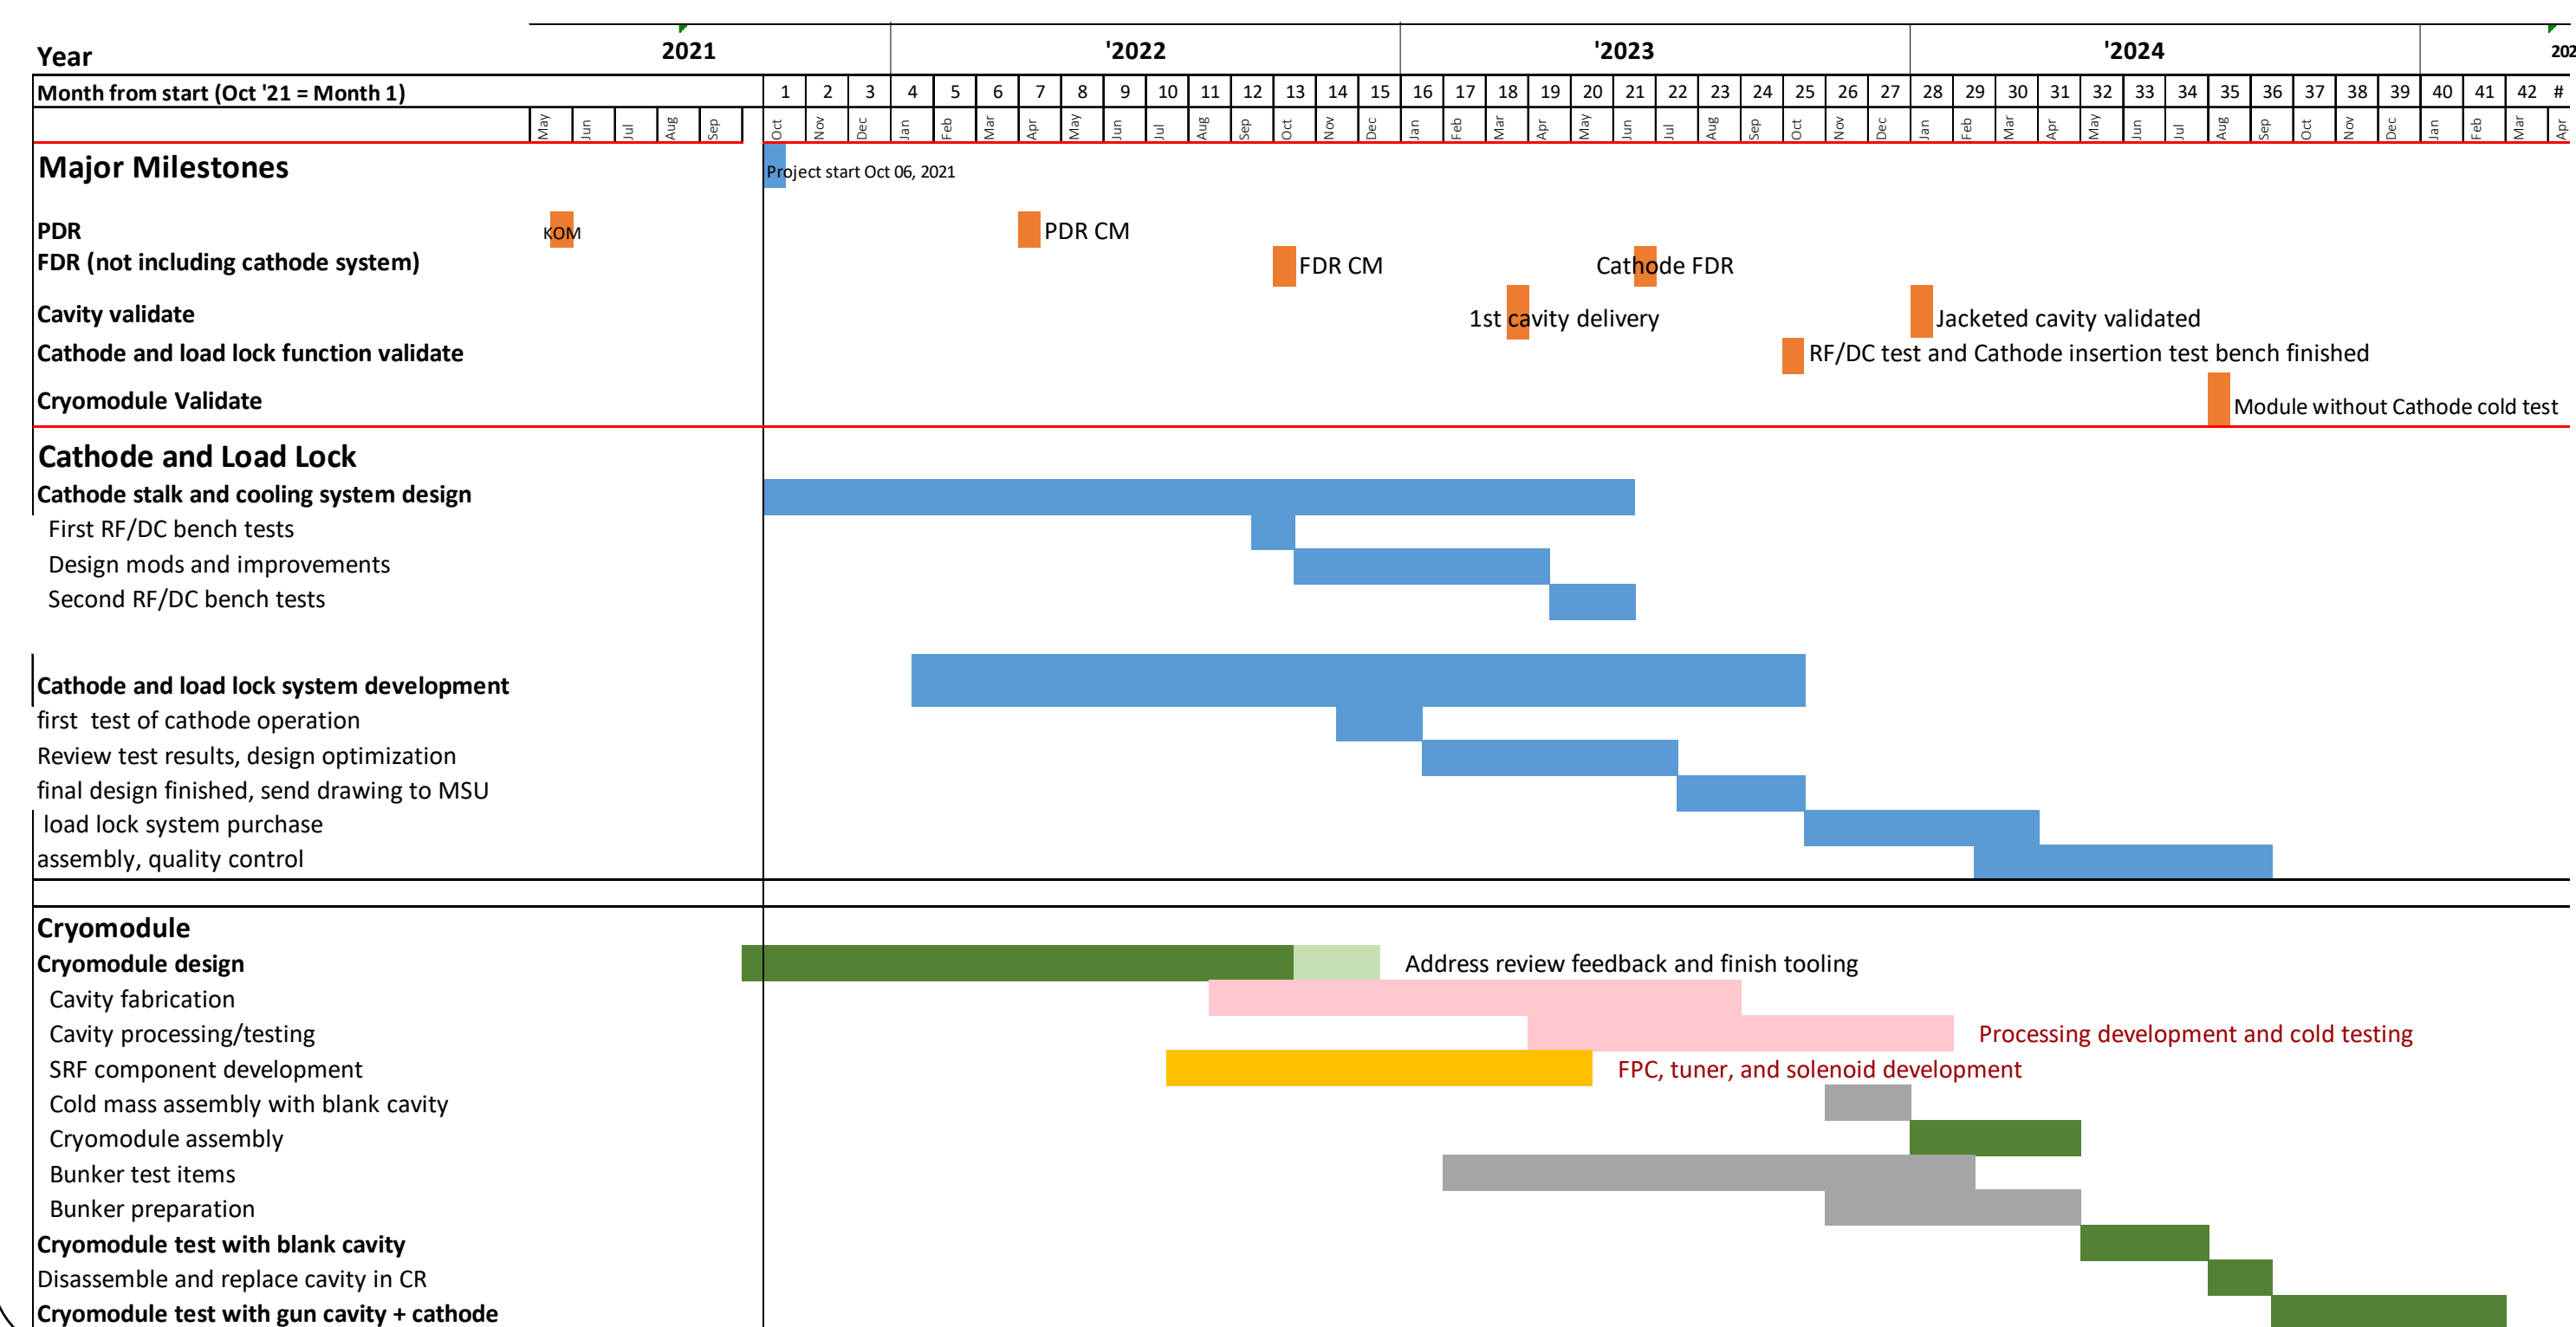 Year 2021 '2022 '2023 '2024 202
Month from start (Oct '21 = Month 1) 1 2 3 4 5 6 7 8 9 10 11 12 13 14 15 16 17 18 19 20 21 22 23 24 25 26 27 28 29 30 31 32 33 34 35 36 37 38 39 40 41 42 #
May Jun Jul Aug Sep Oct Nov Dec Jan Feb Mar Apr May Jun Jul Aug Sep Oct Nov Dec Jan Feb Mar Apr May Jun Jul Aug Sep Oct Nov Dec Jan Feb Mar Apr May Jun Jul Aug Sep Oct Nov Dec Jan Feb Mar Apr
Major Milestones Project start Oct 06, 2021
PDR KOM PDR CM
FDR (not including cathode system) FDR CM Cathode FDR
Cavity validate 1st cavity delivery Jacketed cavity validated
Cathode and load lock function validate RF/DC test and Cathode insertion test bench finished
Cryomodule Validate Module without Cathode cold test
Cathode and Load Lock
Cathode stalk and cooling system design
First RF/DC bench tests
Design mods and improvements
Second RF/DC bench tests
Cathode and load lock system development
first test of cathode operation
Review test results, design optimization
final design finished, send drawing to MSU
load lock system purchase
assembly, quality control
Cryomodule
Cryomodule design Address review feedback and finish tooling
Cavity fabrication
Cavity processing/testing Processing development and cold testing
SRF component development FPC, tuner, and solenoid development
Cold mass assembly with blank cavity
Cryomodule assembly
Bunker test items
Bunker preparation
Cryomodule test with blank cavity
Disassemble and replace cavity in CR
Cryomodule test with gun cavity + cathode